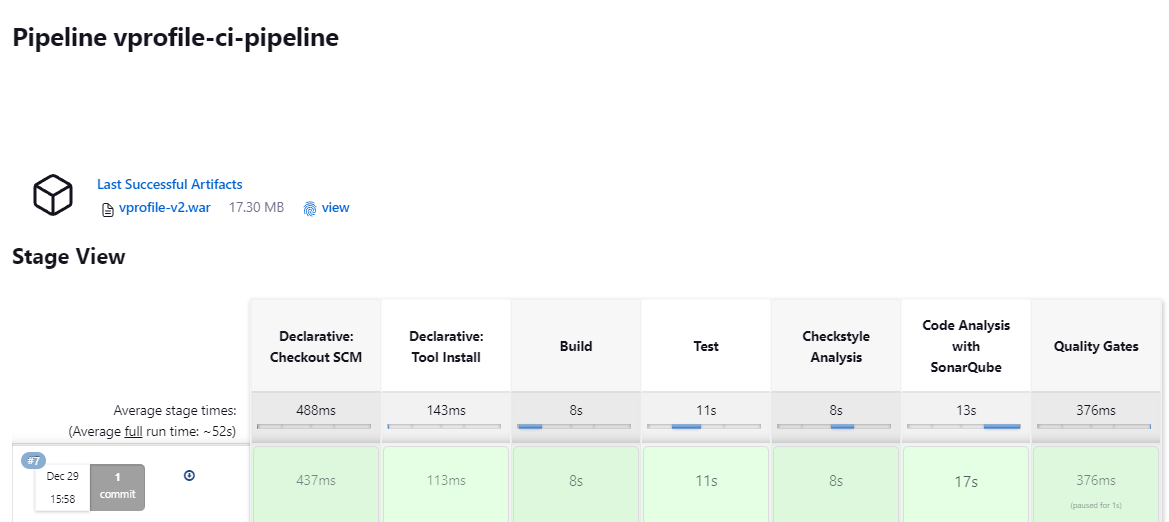 Pipeline vprofile-ci-pipeline
Last Successful Artifacts
vprofile-v2.war 17.30 MB view
Stage View
Declarative: Checkout SCM
Declarative: Tool Install
Build
Test
Checkstyle Analysis
Code Analysis with SonarQube
Quality Gates
Average stage times:
(Average full run time: ~52s)
488ms 143ms 8s 11s 8s 13s 376ms
#7
Dec 29
15:58
1
commit
437ms 113ms 8s 11s 8s 17s 376ms
(paused for 1s)